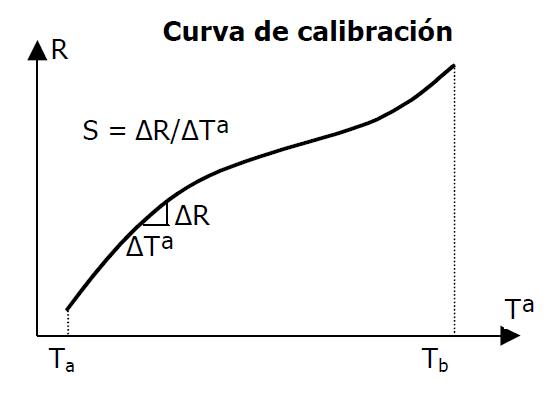 Curva de calibración
R
S = ΔR/ΔTª
ΔR
ΔTª
Tª
Tₐ
T_b